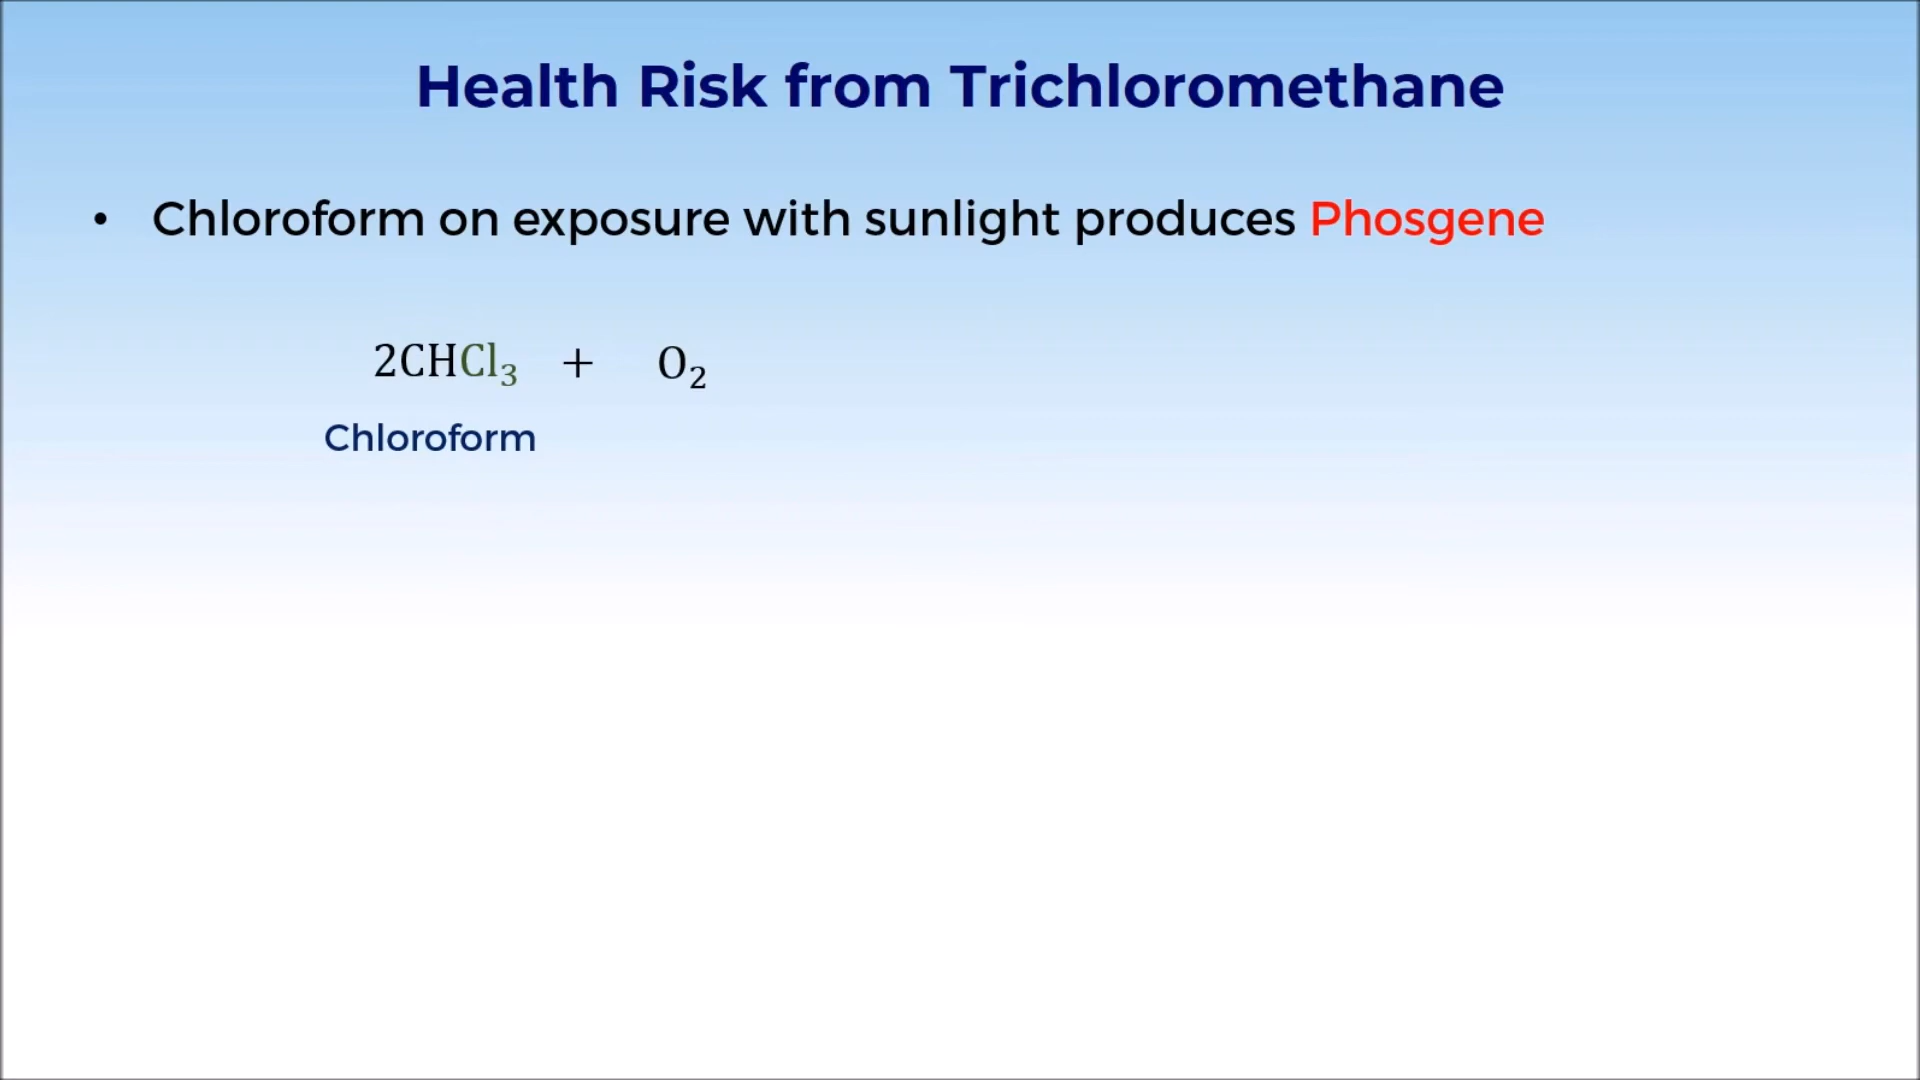 Health Risk from Trichloromethane
• Chloroform on exposure with sunlight produces Phosgene
2CHCl₃ + O₂
Chloroform